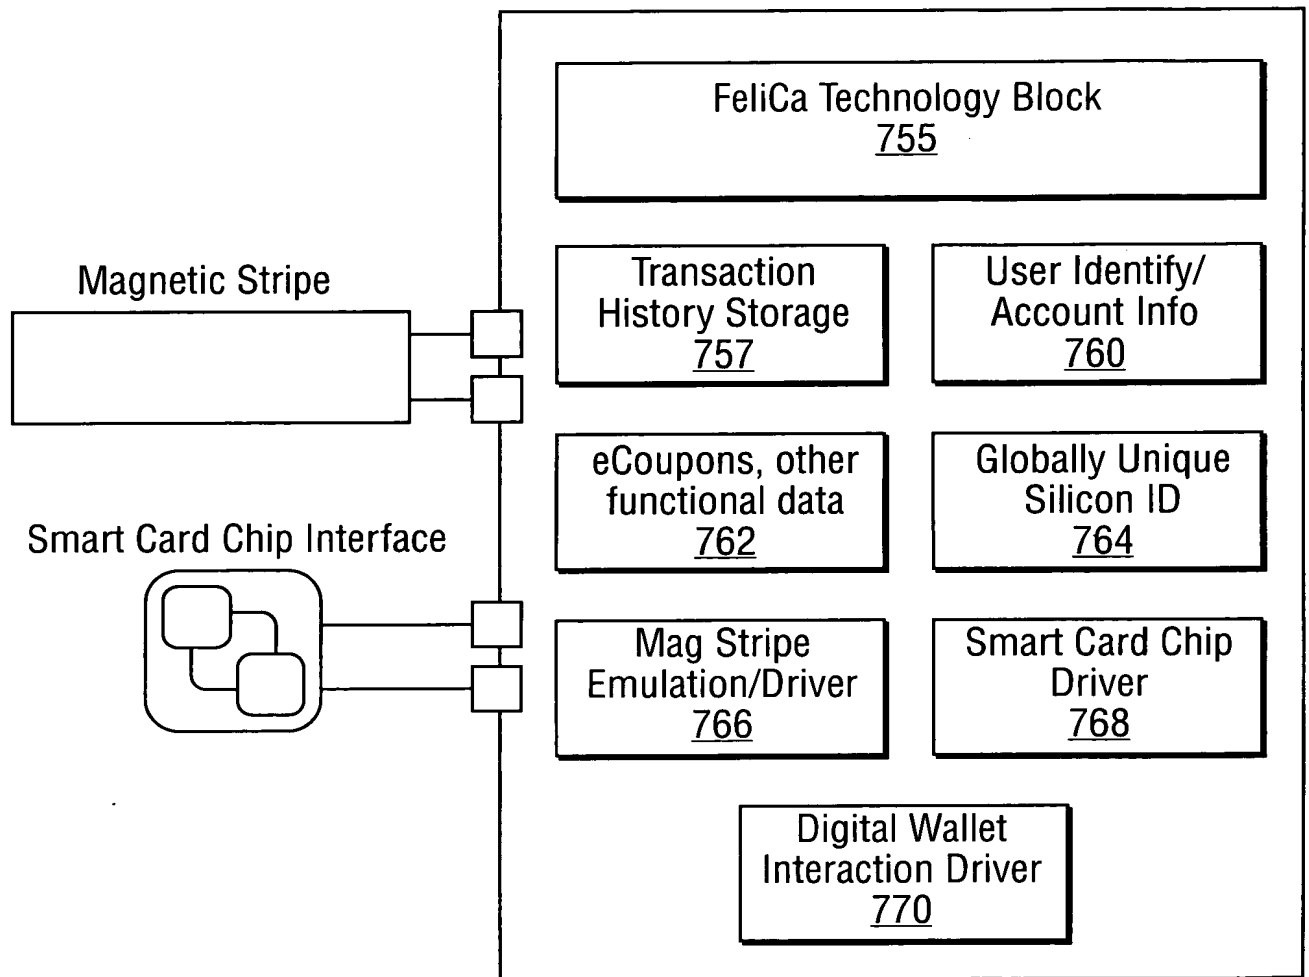 FeliCa Technology Block
755
Magnetic Stripe
Transaction
History Storage
757
User Identify/
Account Info
760
eCoupons, other
functional data
762
Globally Unique
Silicon ID
764
Smart Card Chip Interface
Mag Stripe
Emulation/Driver
766
Smart Card Chip
Driver
768
Digital Wallet
Interaction Driver
770